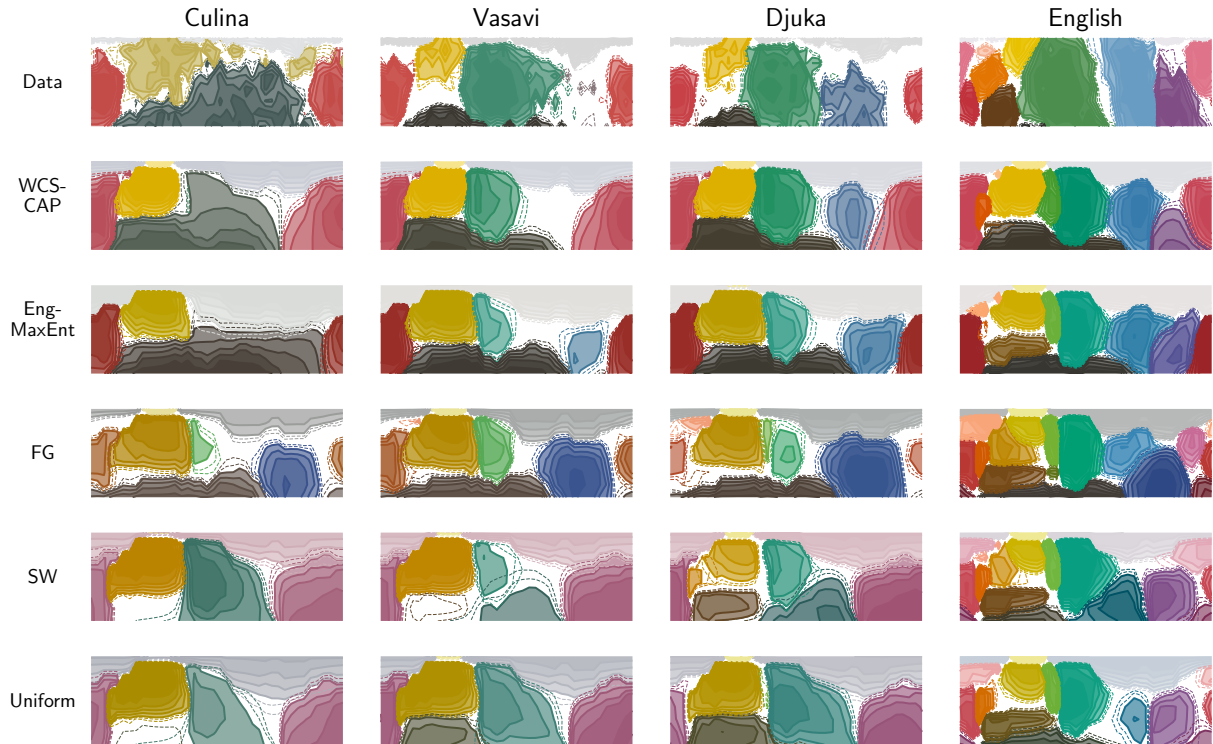 Culina Vasavi Djuka English
Data
WCS-
CAP
Eng-
MaxEnt
FG
SW
Uniform